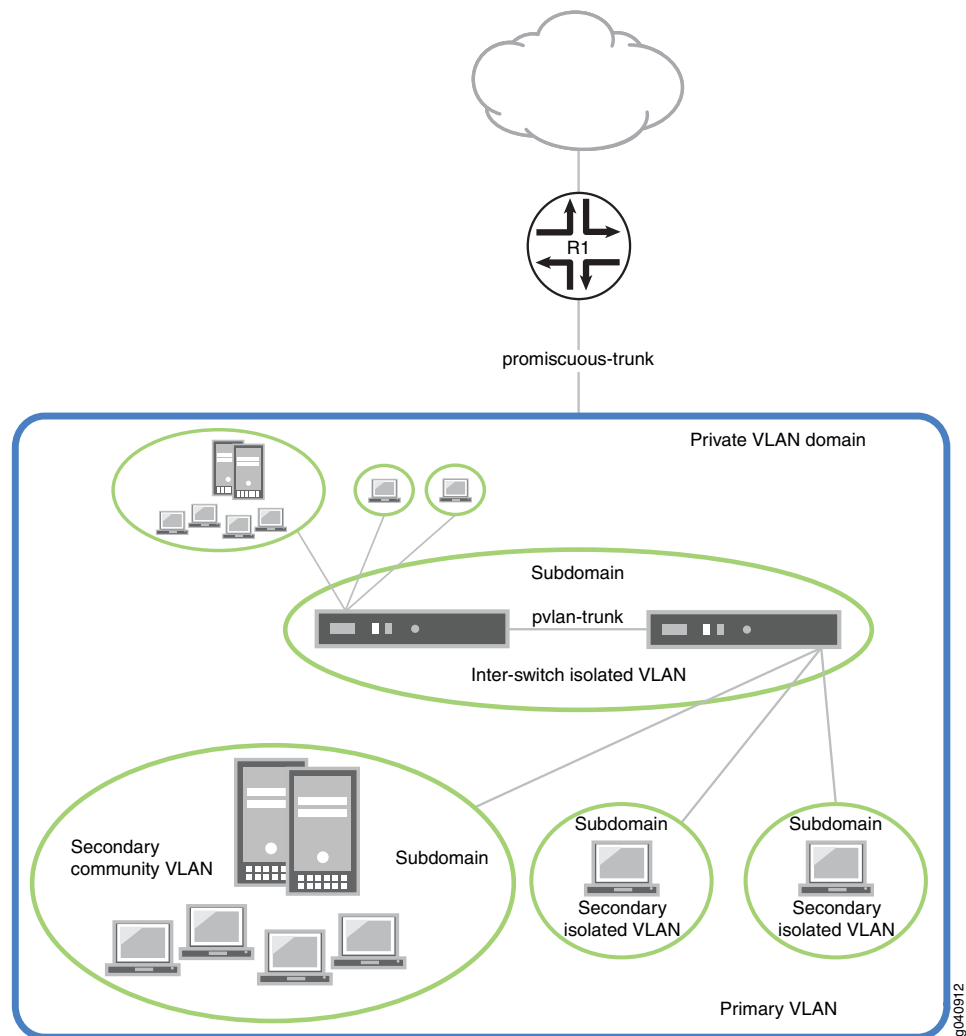 R1
promiscuous-trunk
Private VLAN domain
Subdomain
pvlan-trunk
Inter-switch isolated VLAN
Secondary
community VLAN
Subdomain
Subdomain
Secondary
isolated VLAN
Subdomain
Secondary
isolated VLAN
Primary VLAN
g040912